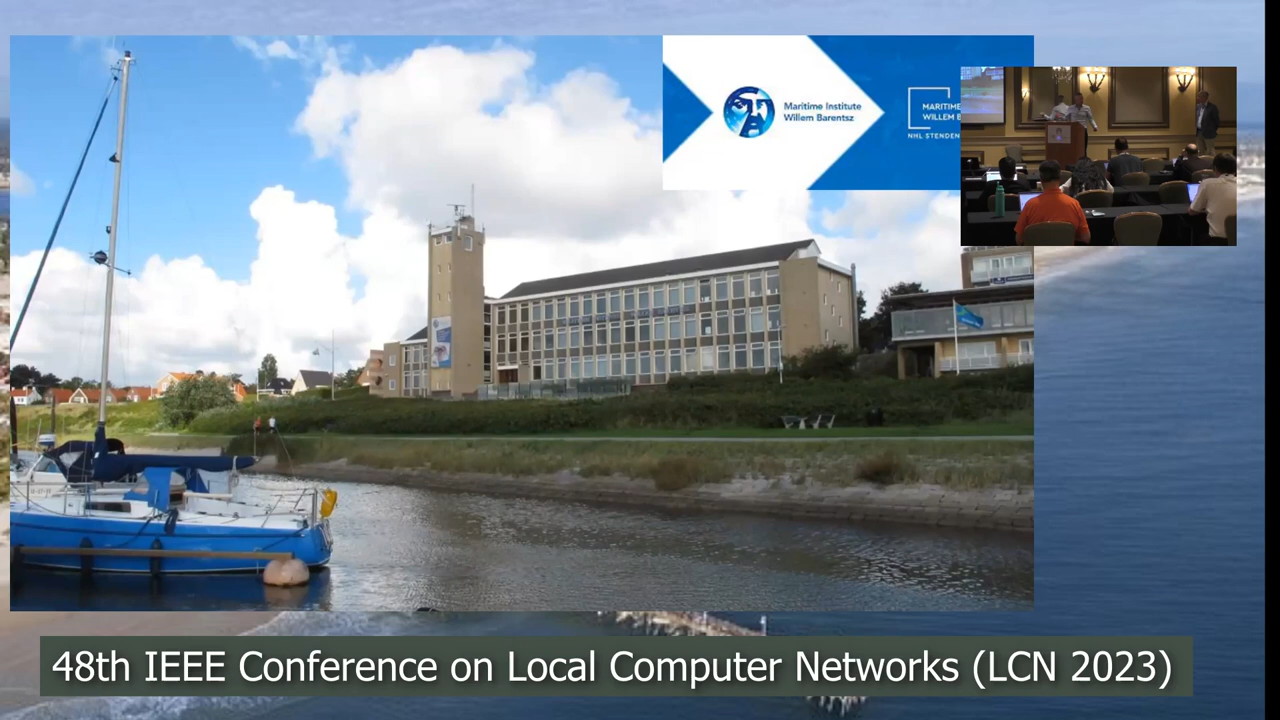 Maritime Institute
Willem Barentsz
MARITIME
WILLEM B
NHL STENDEN
48th IEEE Conference on Local Computer Networks (LCN 2023)